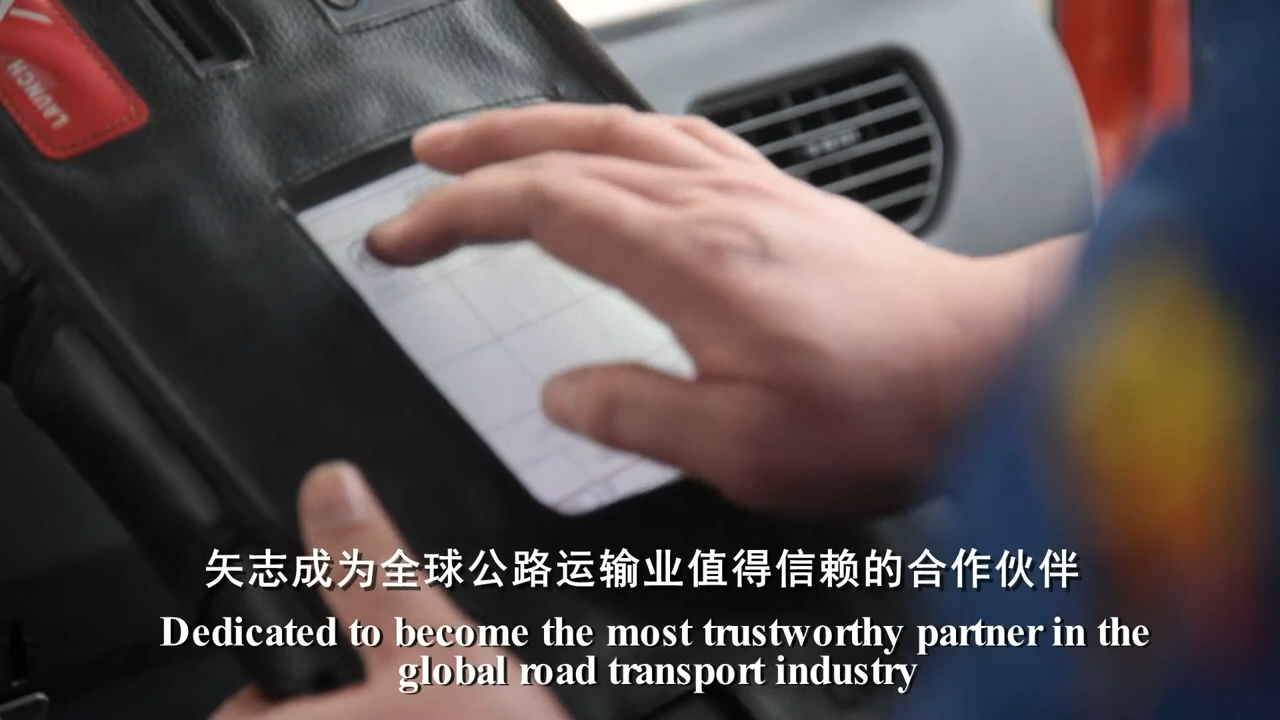 LAUNCH
矢志成为全球公路运输业值得信赖的合作伙伴
Dedicated to become the most trustworthy partner in the
global road transport industry